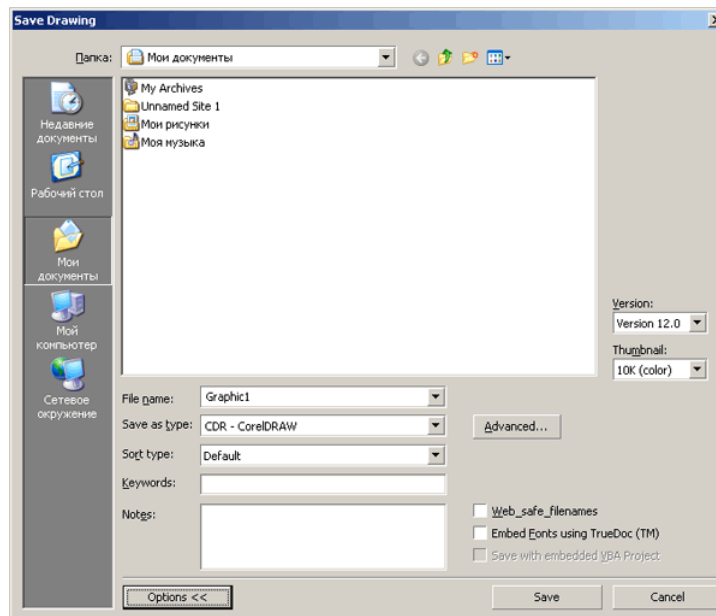 Save Drawing
Папка: Мои документы
My Archives
Unnamed Site 1
Мои рисунки
Моя музыка
Недавние
документы
Рабочий стол
Мои
документы
Мой
компьютер
Сетевое
окружение
Version:
Version 12.0
Thumbnail:
10K (color)
File name: Graphic1
Save as type: CDR - CorelDRAW
Advanced...
Sort type: Default
Keywords:
Notes:
Web_safe_filenames
Embed Fonts using TrueDoc (TM)
Save with embedded VBA Project
Options << Save Cancel